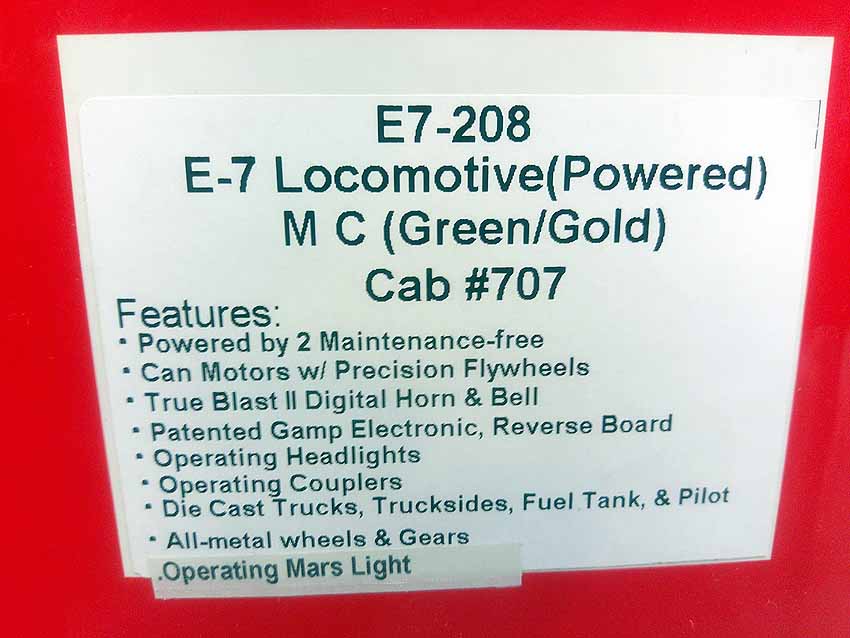 E7-208
E-7 Locomotive(Powered)
M C (Green/Gold)
Cab #707
Features:
• Powered by 2 Maintenance-free
• Can Motors w/ Precision Flywheels
• True Blast II Digital Horn & Bell
• Patented Gamp Electronic, Reverse Board
• Operating Headlights
• Operating Couplers
• Die Cast Trucks, Trucksides, Fuel Tank, & Pilot
• All-metal wheels & Gears
.Operating Mars Light